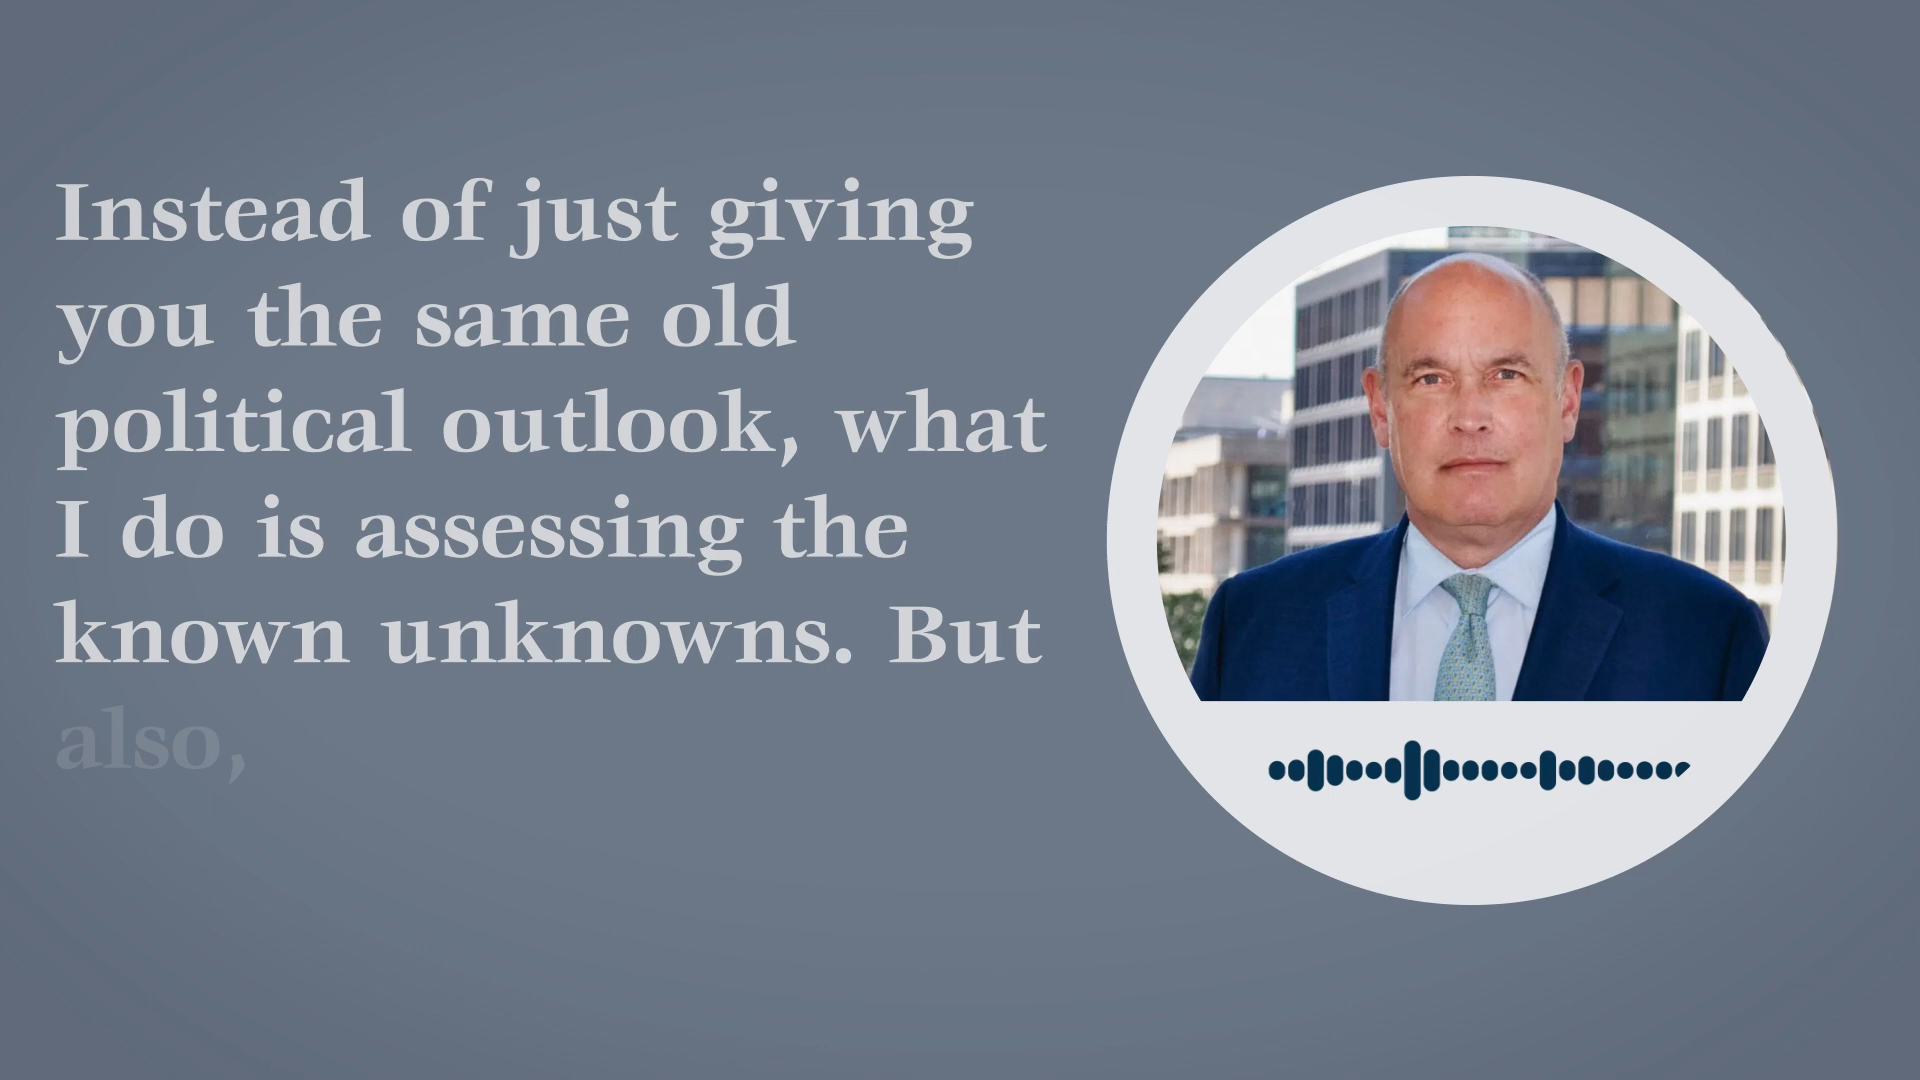 Instead of just giving
you the same old
political outlook, what
I do is assessing the
known unknowns. But
also,